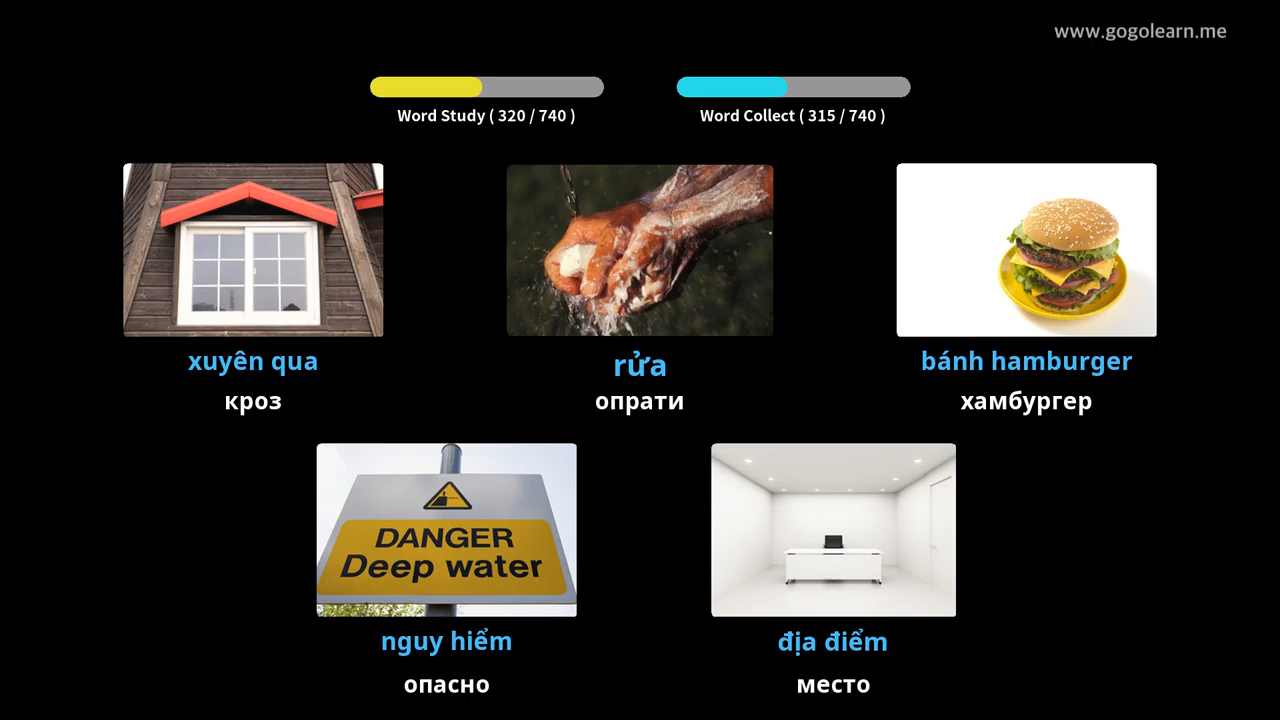 www.gogolearn.me
Word Study ( 320 / 740 )
Word Collect ( 315 / 740 )
xuyên qua
кроз
rửa
опрати
bánh hamburger
хамбургер
DANGER
Deep water
nguy hiểm
опасно
địa điểm
место